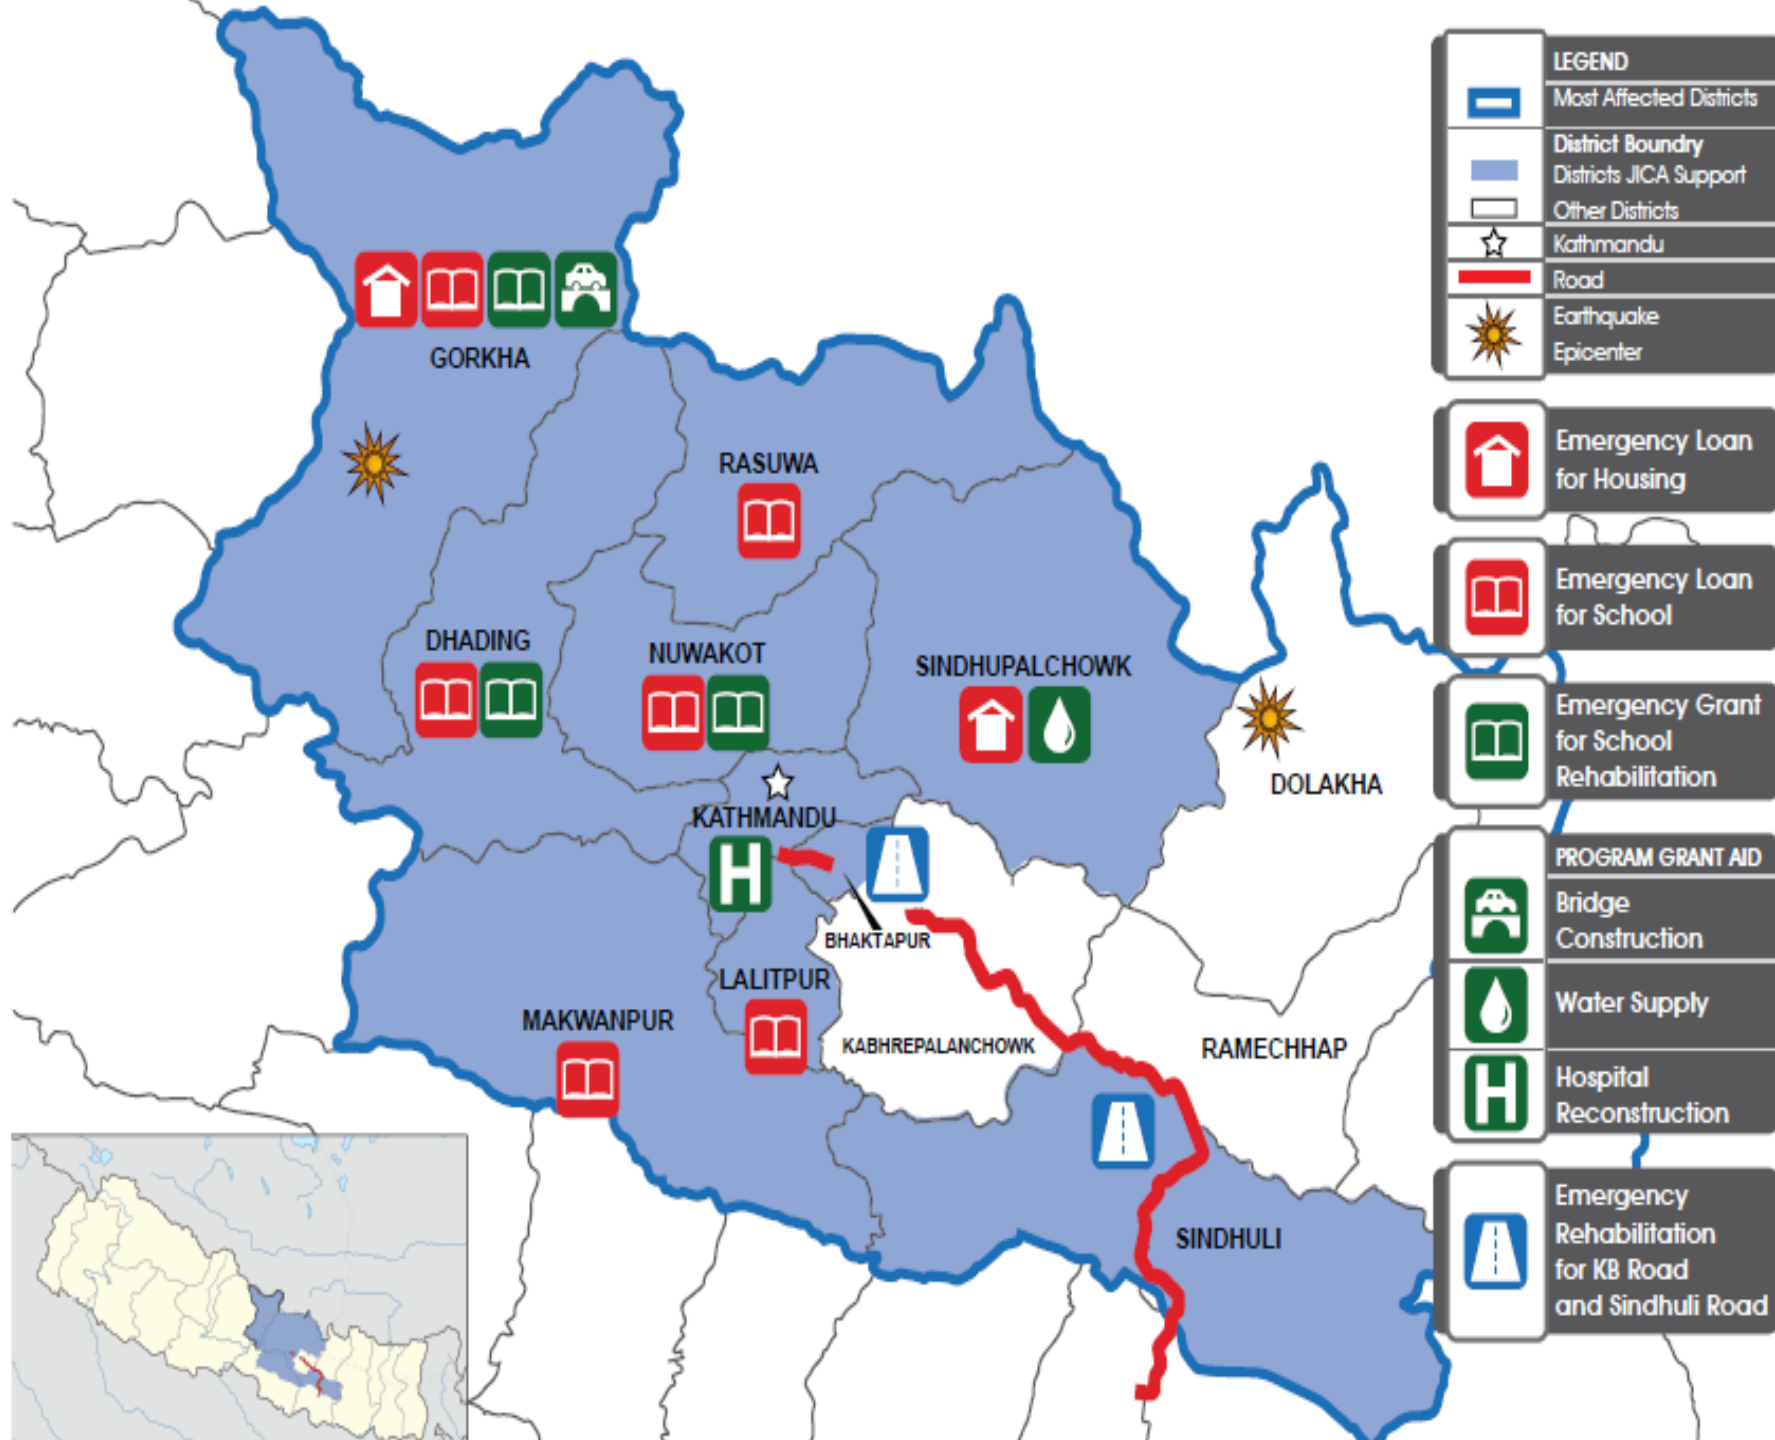 LEGEND
Most Affected Districts
District Boundry
Districts JICA Support
Other Districts
Kathmandu
Road
Earthquake
Epicenter
Emergency Loan
for Housing
Emergency Loan
for School
Emergency Grant
for School
Rehabilitation
PROGRAM GRANT AID
Bridge
Construction
Water Supply
H
Hospital
Reconstruction
Emergency
Rehabilitation
for KB Road
and Sindhuli Road
GORKHA
RASUWA
DHADING
NUWAKOT
SINDHUPALCHOWK
DOLAKHA
KATHMANDU
H
BHAKTAPUR
LALITPUR
MAKWANPUR
KABHREPALANCHOWK
RAMECHHAP
SINDHULI